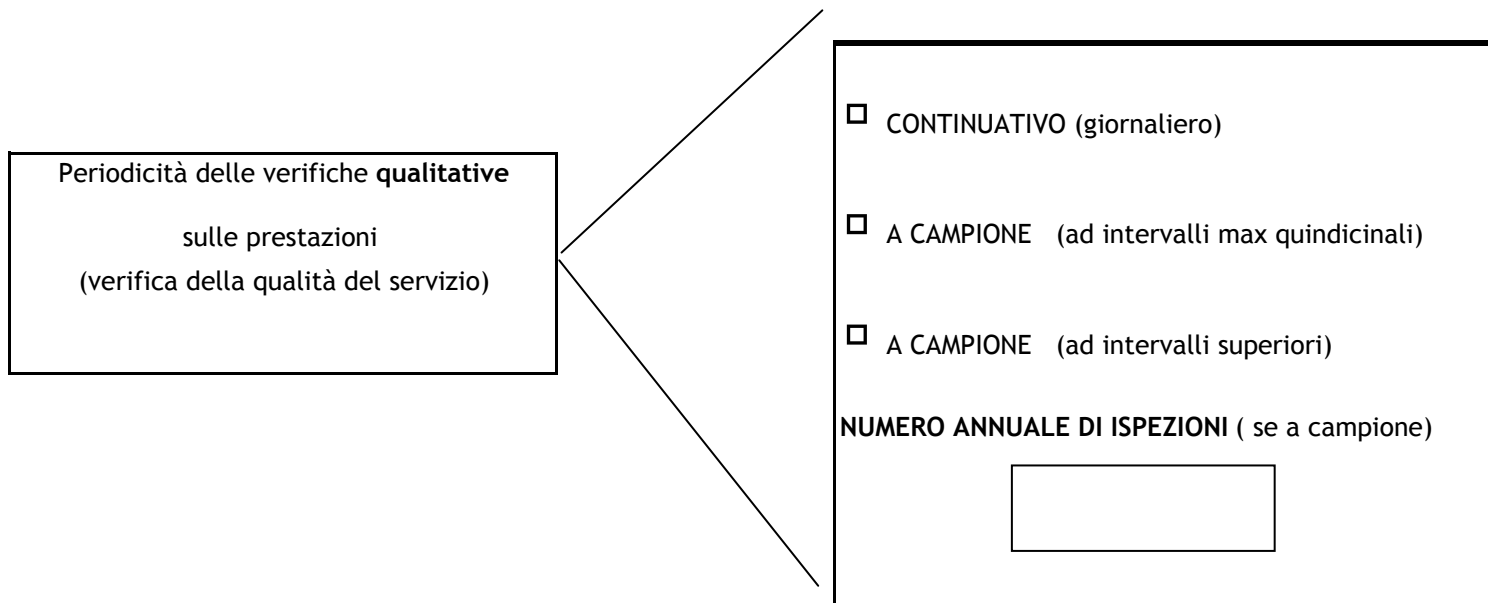 Periodicità delle verifiche qualitative
sulle prestazioni
(verifica della qualità del servizio)
CONTINUATIVO (giornaliero)
A CAMPIONE (ad intervalli max quindicinali)
A CAMPIONE (ad intervalli superiori)
NUMERO ANNUALE DI ISPEZIONI ( se a campione)